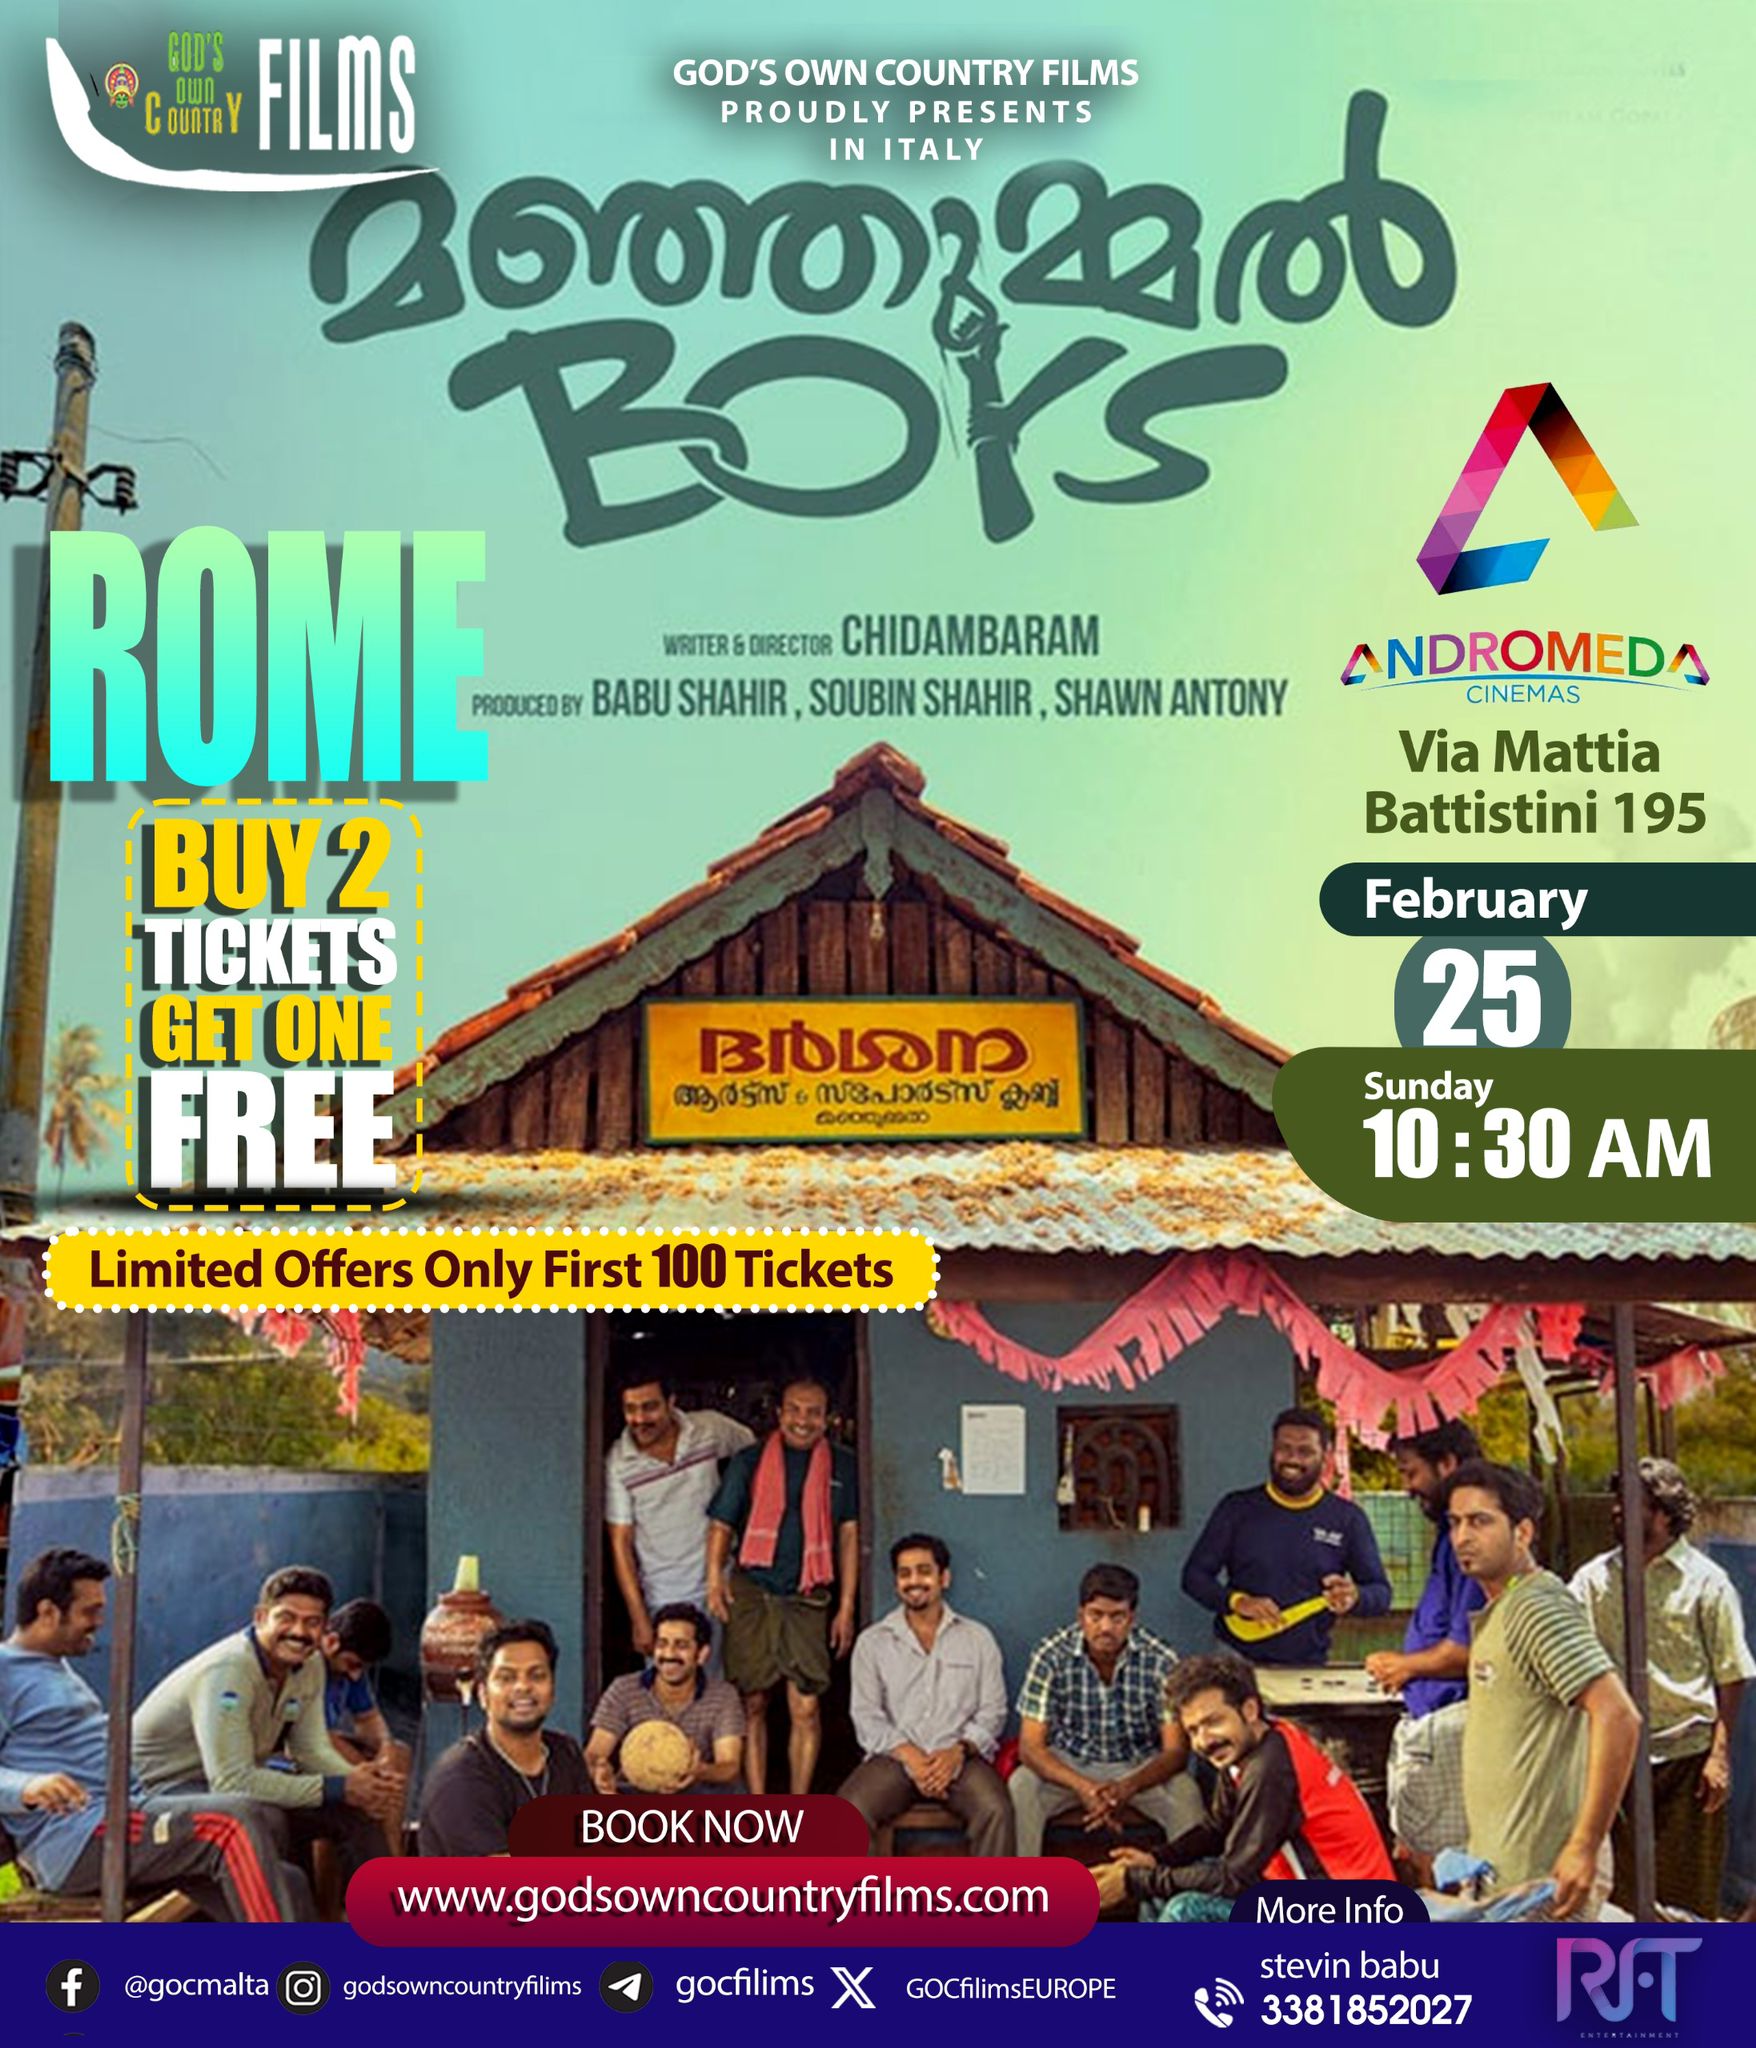 GOD'S
OWN
COUNTRY
FILMS
GOD'S OWN COUNTRY FILMS
PROUDLY PRESENTS
IN ITALY
മഞ്ഞുമ്മൽ
BOYS
ROME
WRITER & DIRECTOR CHIDAMBARAM
PRODUCED BY BABU SHAHIR , SOUBIN SHAHIR , SHAWN ANTONY
ANDROMEDA
CINEMAS
Via Mattia
Battistini 195
February
25
Sunday
10 : 30 AM
BUY 2
TICKETS
GET ONE
FREE
Limited Offers Only First 100 Tickets
ദർശന
ആർട്സ് & സ്പോർട്സ് ക്ലബ്ബ്
BOOK NOW
www.godsowncountryfilms.com
More Info
stevin babu
3381852027
@gocmalta
godsowncountryfilims
gocfilims
GOCfilimsEUROPE
RFT
ENTERTAINMENT